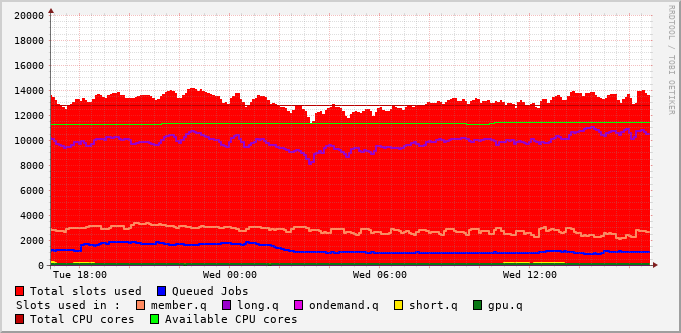 RRDTOOL / TOBI OETIKER
20000
18000
16000
14000
12000
10000
8000
6000
4000
2000
0
Tue 18:00 Wed 00:00 Wed 06:00 Wed 12:00
Total slots used Queued Jobs
Slots used in : member.q long.q ondemand.q short.q gpu.q
Total CPU cores Available CPU cores